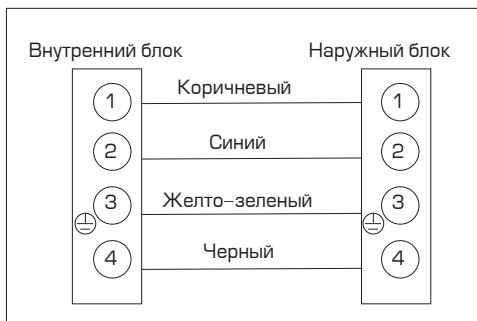 Внутренний блок Наружный блок
Коричневый
1 1
Синий
2 2
Желто-зеленый
3 3
Черный
4 4